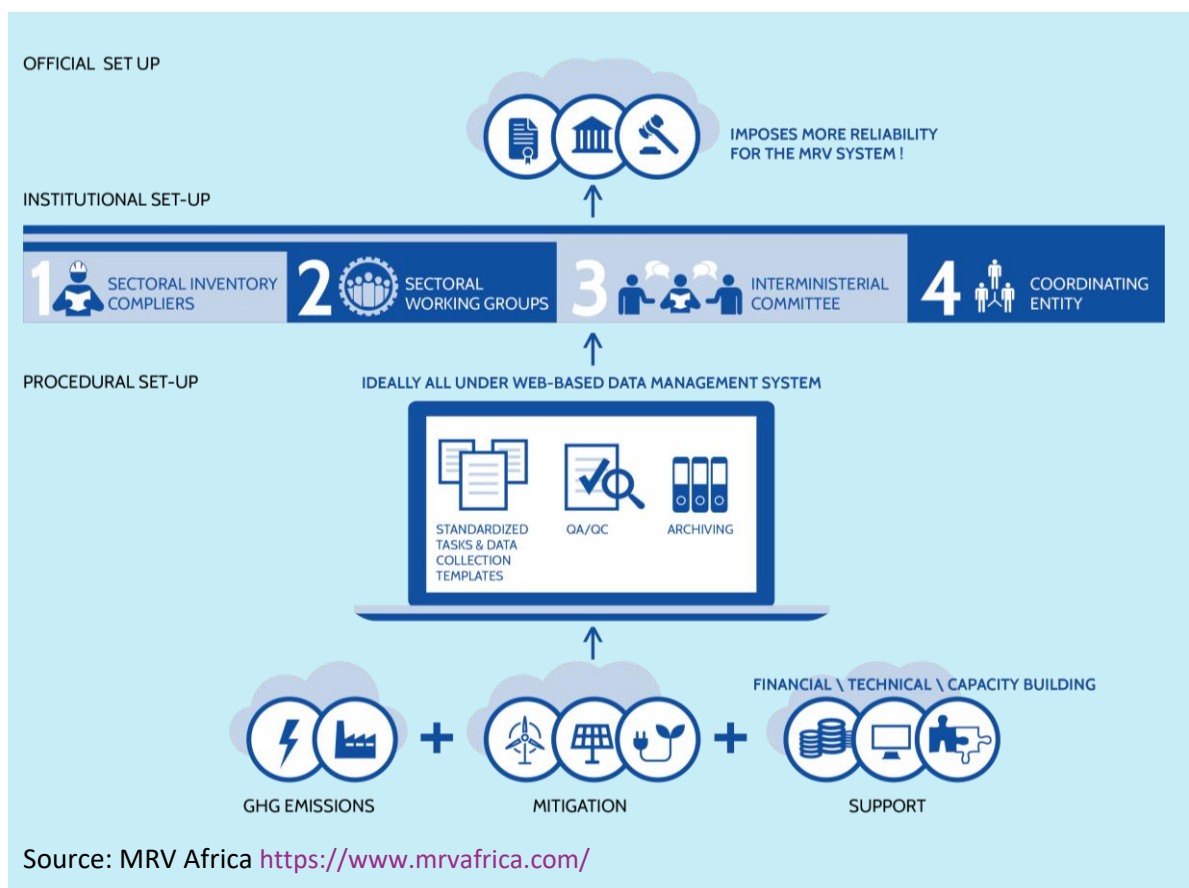 OFFICIAL SET UP
IMPOSES MORE RELIABILITY
FOR THE MRV SYSTEM !
INSTITUTIONAL SET-UP
1 SECTORAL INVENTORY
COMPLIERS
2 SECTORAL
WORKING GROUPS
3 INTERMINISTERIAL
COMMITTEE
4 COORDINATING
ENTITY
PROCEDURAL SET-UP
IDEALLY ALL UNDER WEB-BASED DATA MANAGEMENT SYSTEM
STANDARDIZED
TASKS & DATA
COLLECTION
TEMPLATES
QA/QC
ARCHIVING
FINANCIAL \ TECHNICAL \ CAPACITY BUILDING
GHG EMISSIONS
MITIGATION
SUPPORT
Source: MRV Africa https://www.mrvafrica.com/